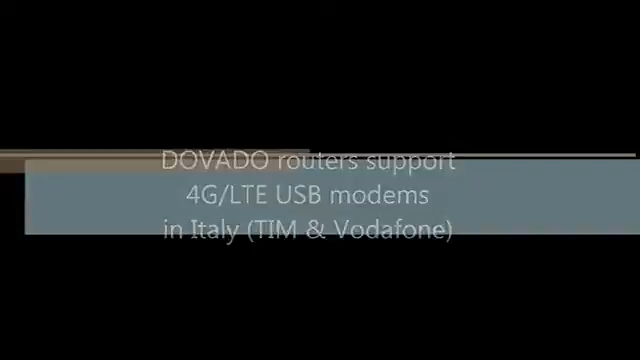 DOVADO routers support
4G/LTE USB modems
in Italy (TIM & Vodafone)